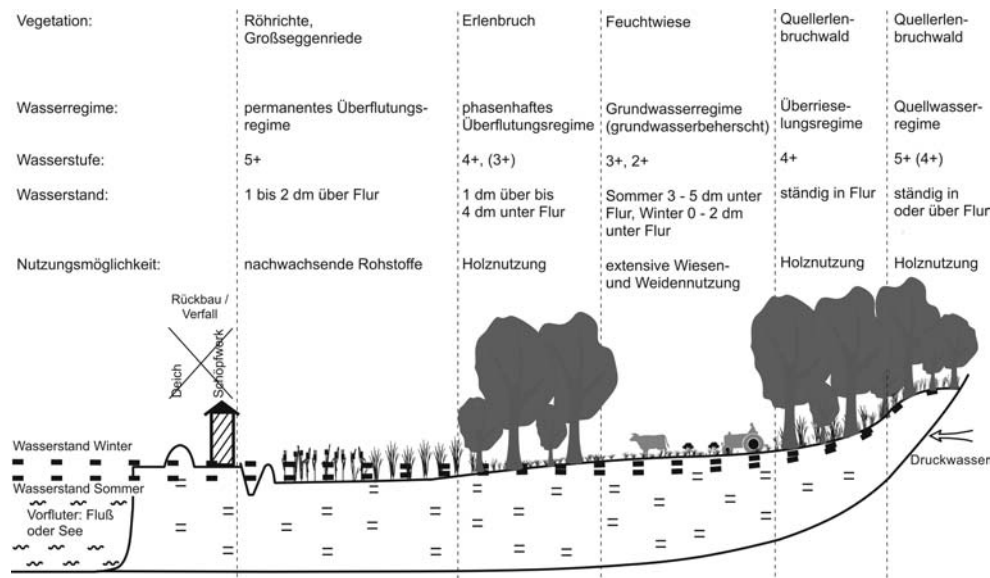 Vegetation:
Röhrichte,
Großseggenriede
Erlenbruch
Feuchtwiese
Quellerlen-
bruchwald
Quellerlen-
bruchwald
Wasserregime:
permanentes Überflutungs-
regime
phasenhaftes
Überflutungsregime
Grundwasserregime
(grundwasserbeherscht)
Überriese-
lungsregime
Quellwasser-
regime
Wasserstufe:
5+
4+, (3+)
3+, 2+
4+
5+ (4+)
Wasserstand:
1 bis 2 dm über Flur
1 dm über bis
4 dm unter Flur
Sommer 3 - 5 dm unter
Flur, Winter 0 - 2 dm
unter Flur
ständig in Flur
ständig in
oder über Flur
Nutzungsmöglichkeit:
nachwachsende Rohstoffe
Holznutzung
extensive Wiesen-
und Weidennutzung
Holznutzung
Holznutzung
Rückbau /
Verfall
Deich
Schöpfwerk
Wasserstand Winter
Wasserstand Sommer
Vorfluter: Fluß
oder See
Druckwasser